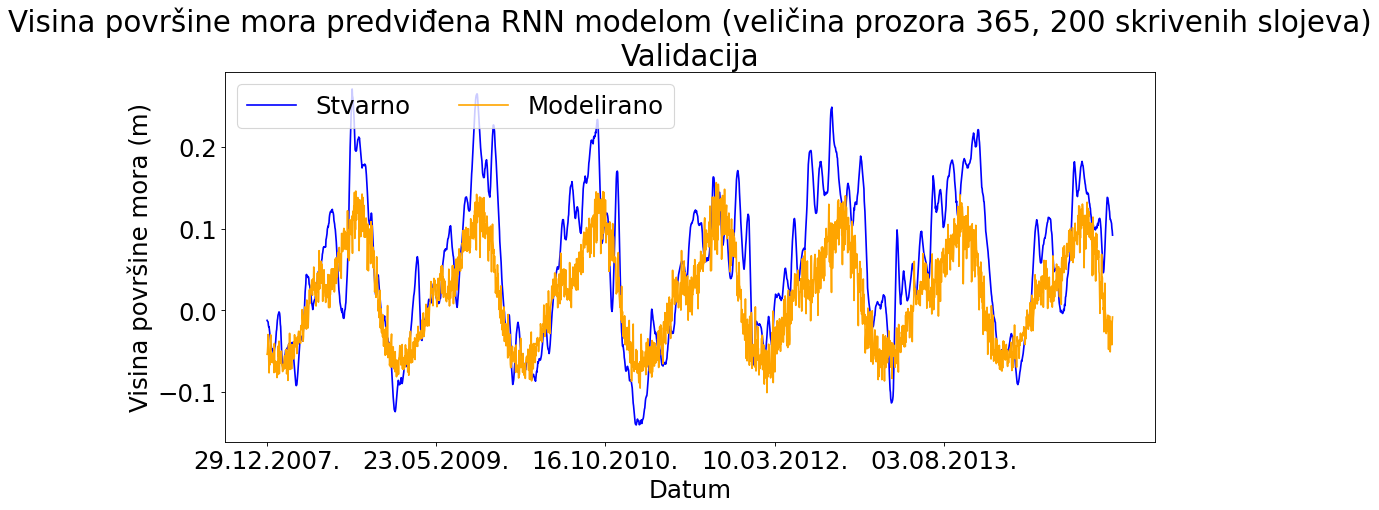 Visina površine mora predviđena RNN modelom (veličina prozora 365, 200 skrivenih slojeva)
Validacija
Stvarno
Modelirano
Visina površine mora (m)
0.2
0.1
0.0
−0.1
29.12.2007.
23.05.2009.
16.10.2010.
10.03.2012.
03.08.2013.
Datum